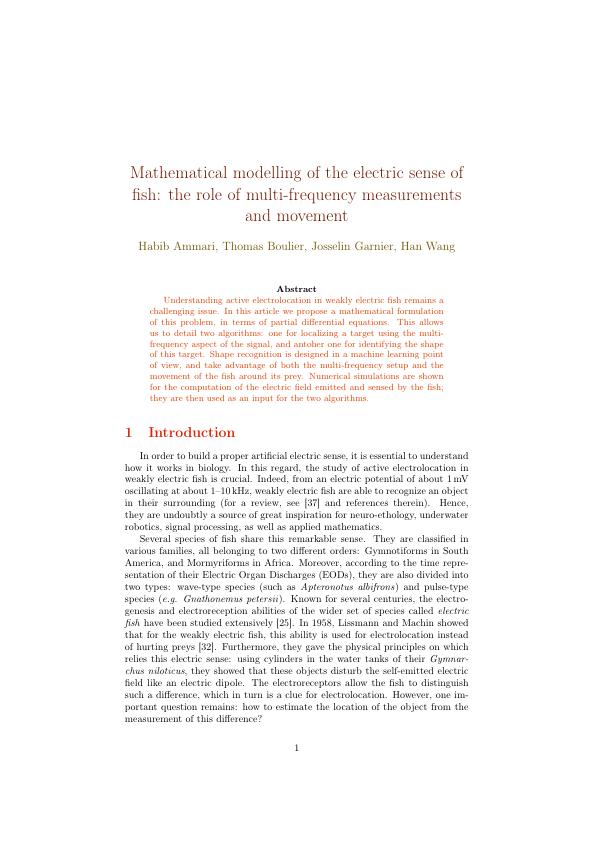 Mathematical modelling of the electric sense of
fish: the role of multi-frequency measurements
and movement
Habib Ammari, Thomas Boulier, Josselin Garnier, Han Wang
Abstract
Understanding active electrolocation in weakly electric fish remains a
challenging issue. In this article we propose a mathematical formulation
of this problem, in terms of partial differential equations. This allows
us to detail two algorithms: one for localizing a target using the multi-
frequency aspect of the signal, and antoher one for identifying the shape
of this target. Shape recognition is designed in a machine learning point
of view, and take advantage of both the multi-frequency setup and the
movement of the fish around its prey. Numerical simulations are shown
for the computation of the electric field emitted and sensed by the fish;
they are then used as an input for the two algorithms.
1 Introduction
In order to build a proper artificial electric sense, it is essential to understand
how it works in biology. In this regard, the study of active electrolocation in
weakly electric fish is crucial. Indeed, from an electric potential of about 1 mV
oscillating at about 1–10 kHz, weakly electric fish are able to recognize an object
in their surrounding (for a review, see [37] and references therein). Hence,
they are undoubtly a source of great inspiration for neuro-ethology, underwater
robotics, signal processing, as well as applied mathematics.
Several species of fish share this remarkable sense. They are classified in
various families, all belonging to two different orders: Gymnotiforms in South
America, and Mormyriforms in Africa. Moreover, according to the time repre-
sentation of their Electric Organ Discharges (EODs), they are also divided into
two types: wave-type species (such as Apteronotus albifrons) and pulse-type
species (e.g. Gnathonemus petersii). Known for several centuries, the electro-
genesis and electroreception abilities of the wider set of species called electric
fish have been studied extensively [25]. In 1958, Lissmann and Machin showed
that for the weakly electric fish, this ability is used for electrolocation instead
of hurting preys [32]. Furthermore, they gave the physical principles on which
relies this electric sense: using cylinders in the water tanks of their Gymnar-
chus niloticus, they showed that these objects disturb the self-emitted electric
field like an electric dipole. The electroreceptors allow the fish to distinguish
such a difference, which in turn is a clue for electrolocation. However, one im-
portant question remains: how to estimate the location of the object from the
measurement of this difference?
1